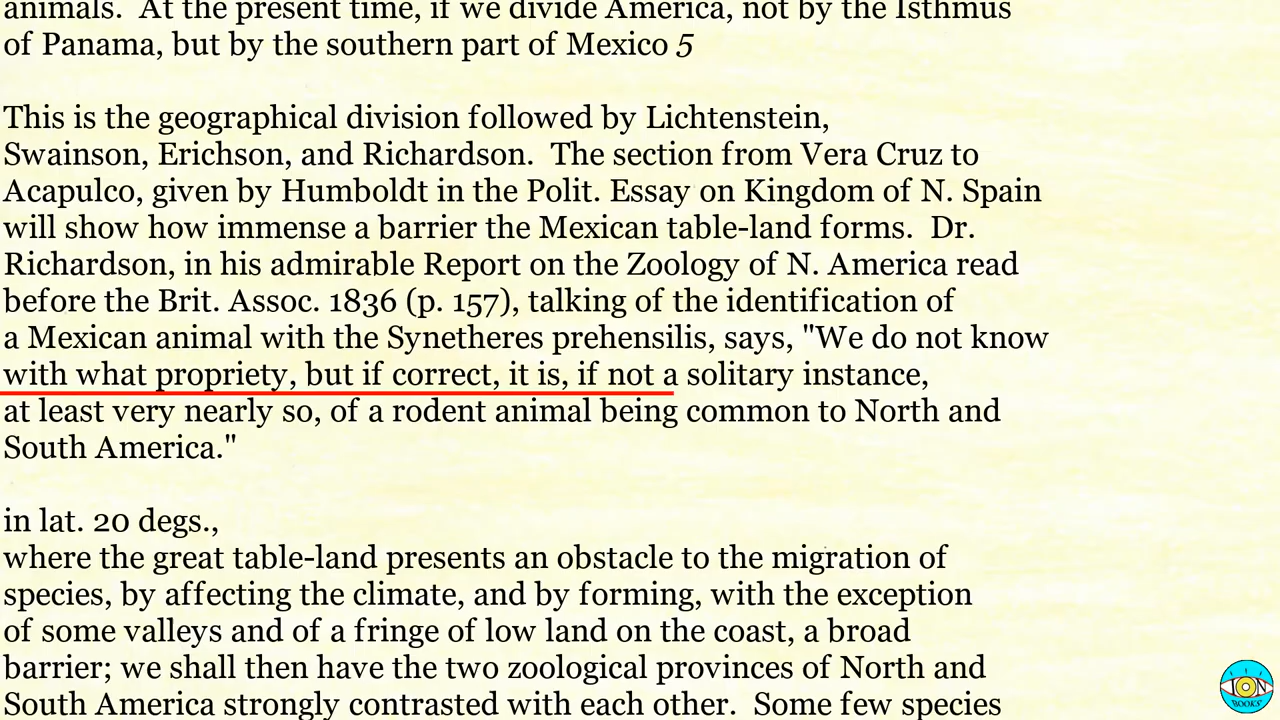 animals.  At the present time, if we divide America, not by the Isthmus
of Panama, but by the southern part of Mexico 5

This is the geographical division followed by Lichtenstein,
Swainson, Erichson, and Richardson.  The section from Vera Cruz to
Acapulco, given by Humboldt in the Polit. Essay on Kingdom of N. Spain
will show how immense a barrier the Mexican table-land forms.  Dr.
Richardson, in his admirable Report on the Zoology of N. America read
before the Brit. Assoc. 1836 (p. 157), talking of the identification of
a Mexican animal with the Synetheres prehensilis, says, "We do not know
with what propriety, but if correct, it is, if not a solitary instance,
at least very nearly so, of a rodent animal being common to North and
South America."

in lat. 20 degs.,
where the great table-land presents an obstacle to the migration of
species, by affecting the climate, and by forming, with the exception
of some valleys and of a fringe of low land on the coast, a broad
barrier; we shall then have the two zoological provinces of North and
South America strongly contrasted with each other.  Some few species
ION
BOOKS